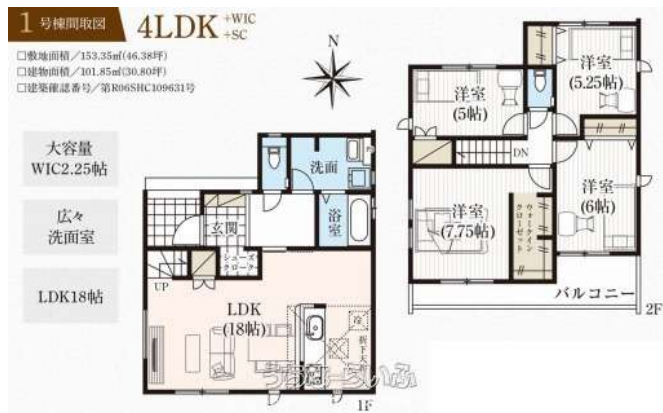 1 号棟間取図 4LDK +WIC +SC
□敷地面積／153.35㎡(46.38坪)
□建物面積／101.85㎡(30.80坪)
□建築確認番号／第R06SHC109631号
N
大容量
WIC2.25帖
広々
洗面室
LDK18帖
洗面
浴室
玄関
シューズ
クローク
UP
LDK
(18帖)
冷
折下天井
1F
洋室
(5.25帖)
洋室
(5帖)
DN
洋室
(6帖)
洋室
(7.75帖)
ウォークイン
クローゼット
バルコニー
2F